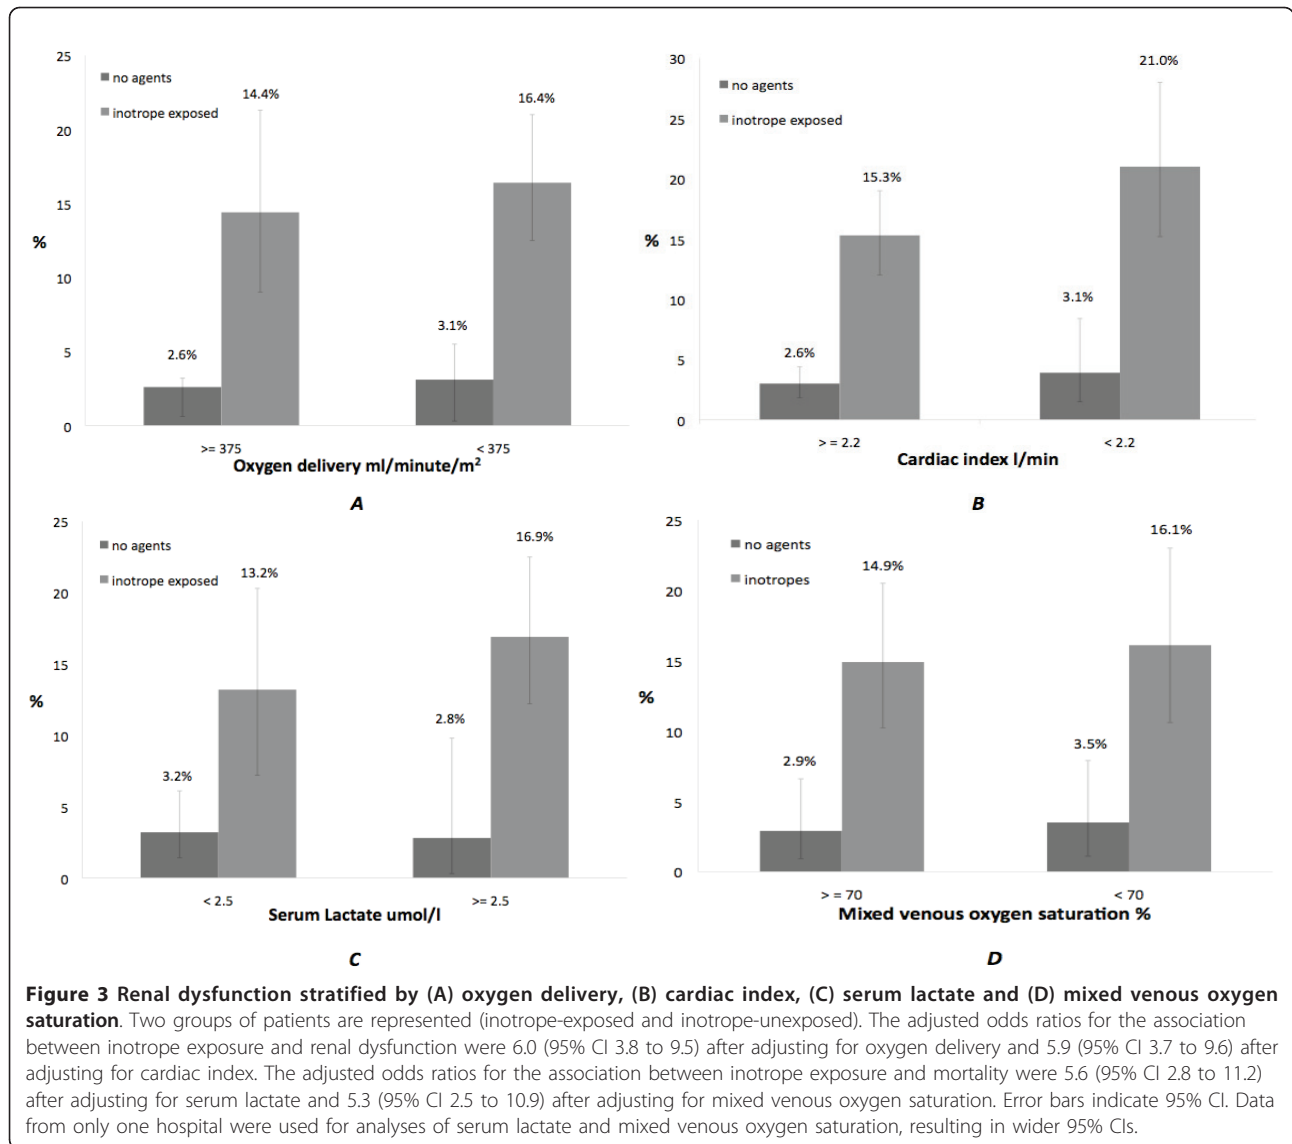 25
20
15
10
5
0
%
no agents
inotrope exposed
2.6%
14.4%
3.1%
16.4%
>= 375
< 375
Oxygen delivery ml/minute/m²
A
30
25
20
15
10
5
0
%
no agents
inotrope exposed
2.6%
15.3%
3.1%
21.0%
> = 2.2
< 2.2
Cardiac index l/min
B
25
20
15
10
5
0
%
no agents
inotrope exposed
3.2%
13.2%
2.8%
16.9%
< 2.5
>= 2.5
Serum Lactate umol/l
C
25
20
15
10
5
0
%
no agents
inotropes
2.9%
14.9%
3.5%
16.1%
> = 70
< 70
Mixed venous oxygen saturation %
D
Figure 3 Renal dysfunction stratified by (A) oxygen delivery, (B) cardiac index, (C) serum lactate and (D) mixed venous oxygen
saturation. Two groups of patients are represented (inotrope-exposed and inotrope-unexposed). The adjusted odds ratios for the association
between inotrope exposure and renal dysfunction were 6.0 (95% CI 3.8 to 9.5) after adjusting for oxygen delivery and 5.9 (95% CI 3.7 to 9.6) after
adjusting for cardiac index. The adjusted odds ratios for the association between inotrope exposure and mortality were 5.6 (95% CI 2.8 to 11.2)
after adjusting for serum lactate and 5.3 (95% CI 2.5 to 10.9) after adjusting for mixed venous oxygen saturation. Error bars indicate 95% CI. Data
from only one hospital were used for analyses of serum lactate and mixed venous oxygen saturation, resulting in wider 95% CIs.